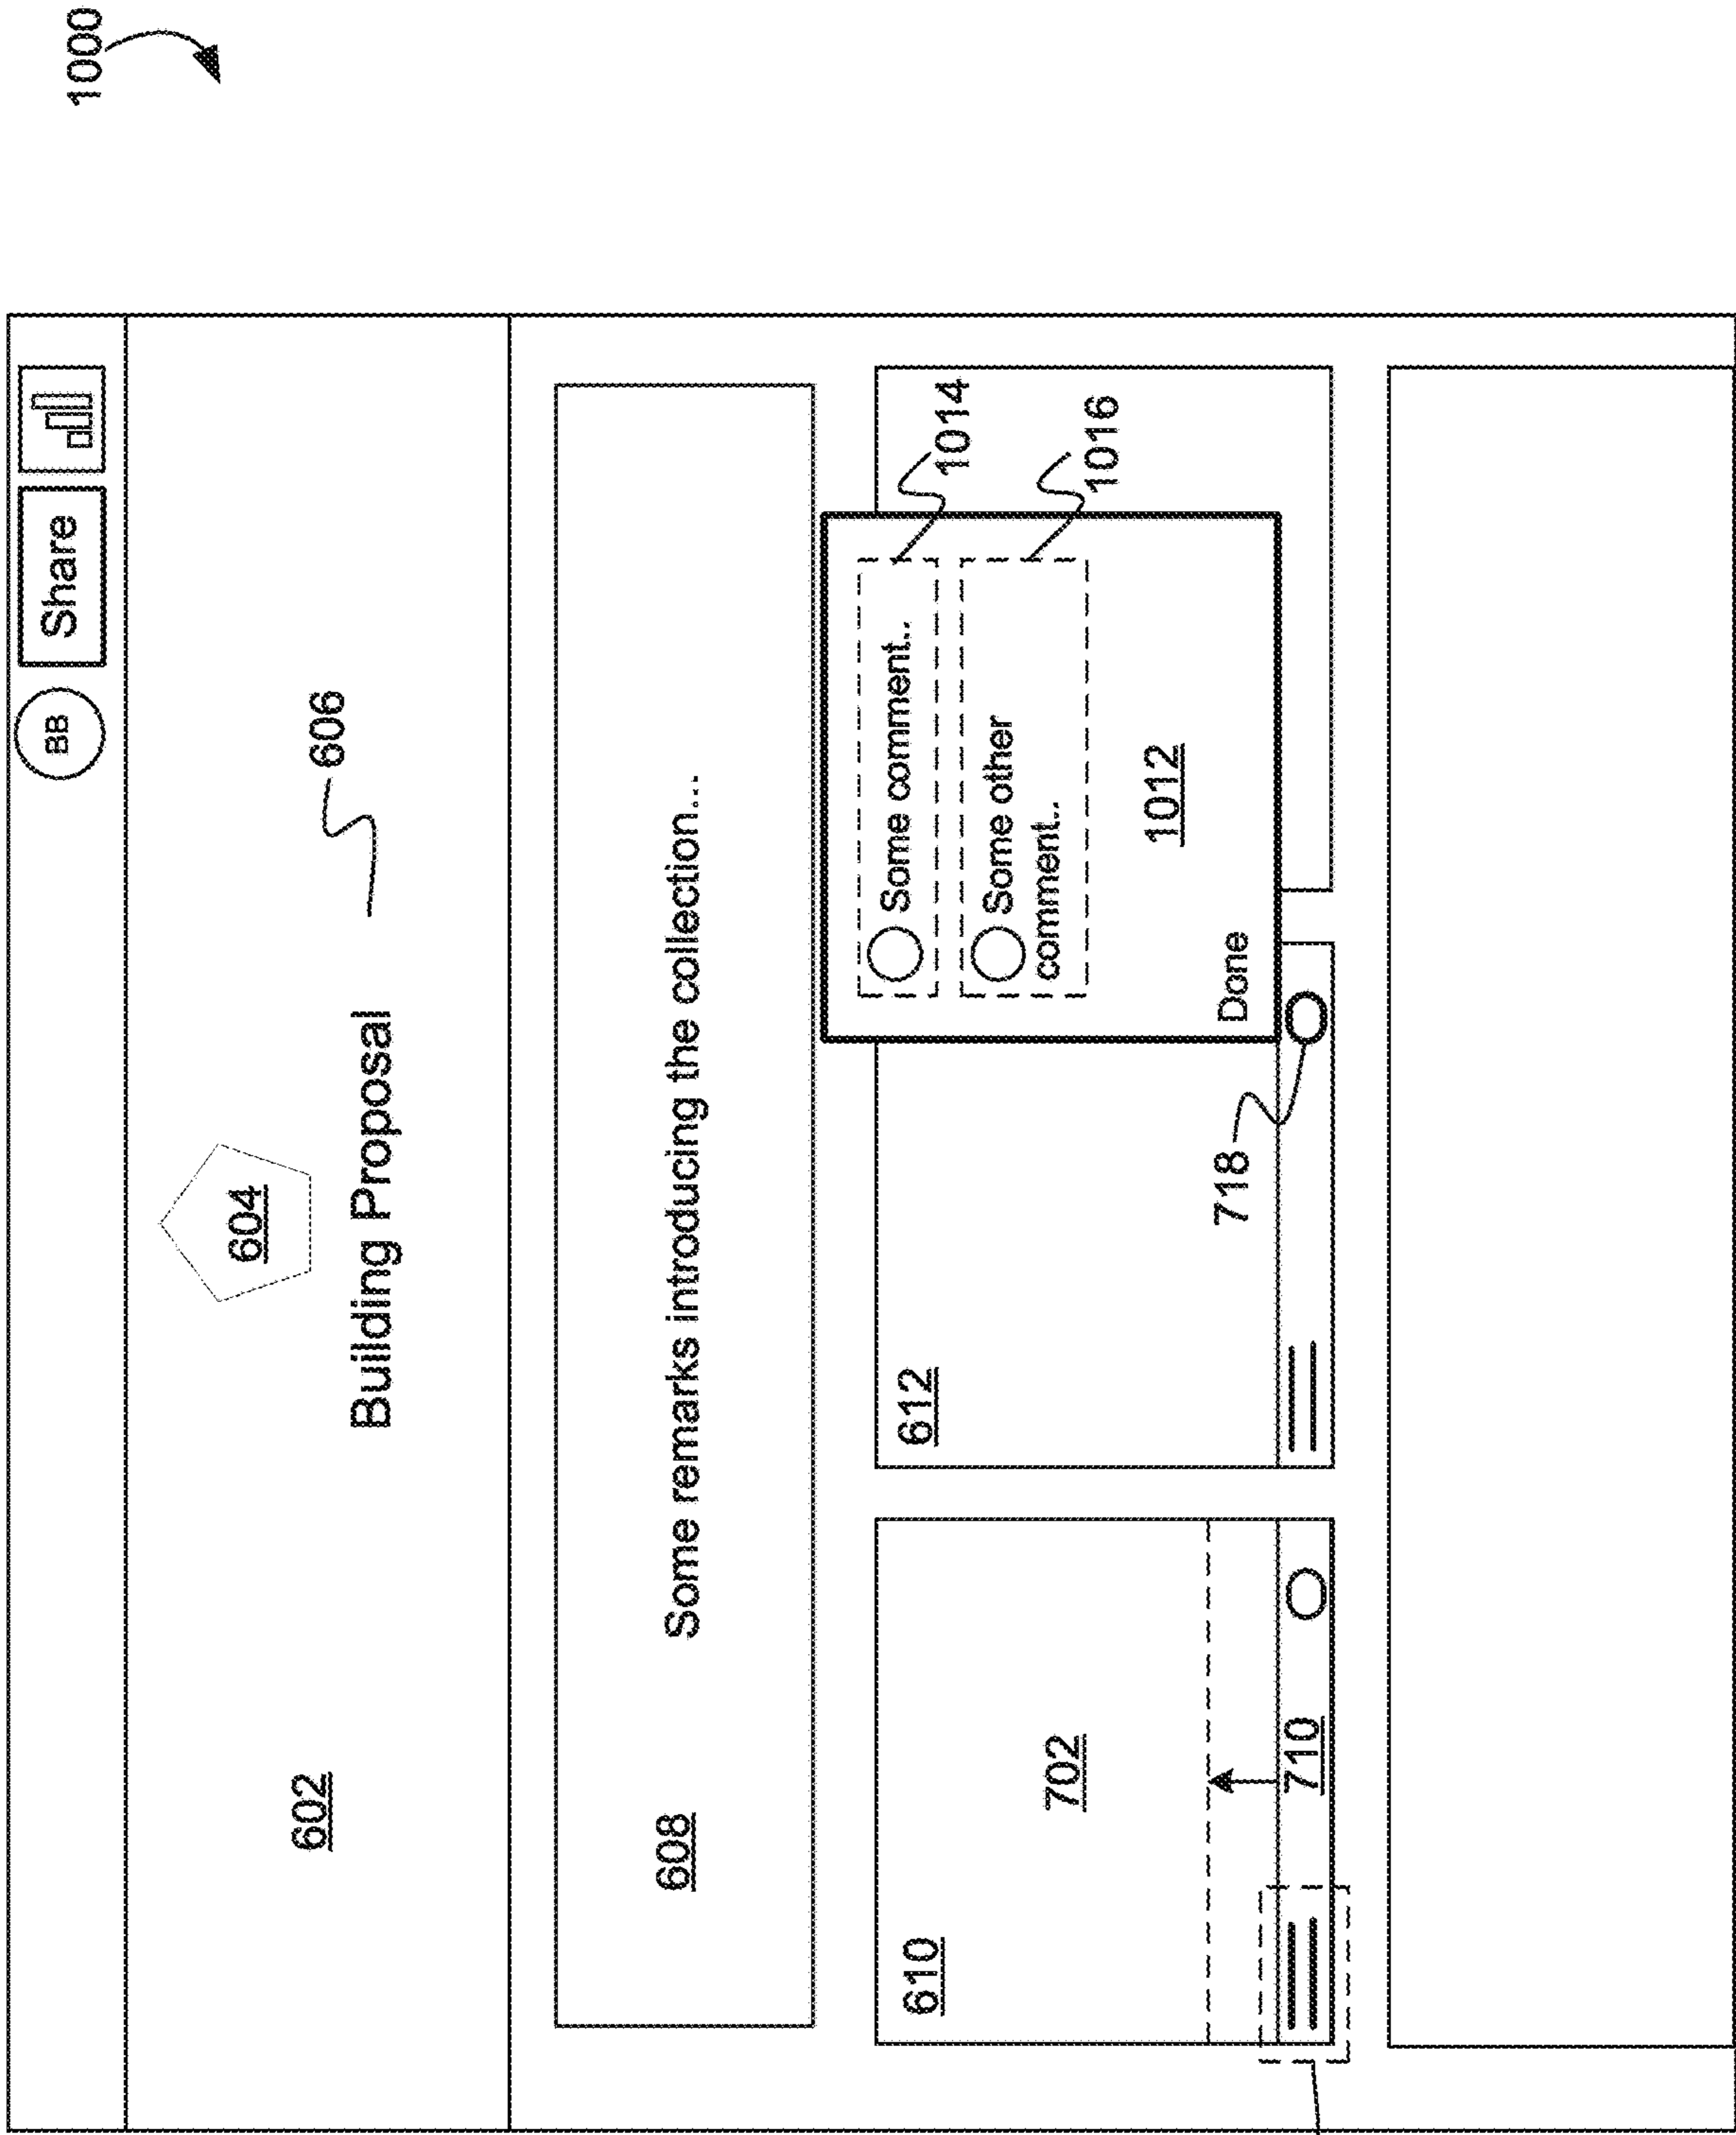 1000
BB
Share
602
604
606
Building Proposal
608
Some remarks introducing the collection...
610
702
710
612
718
Some comment..
1014
Some other
comment..
1016
1012
Done